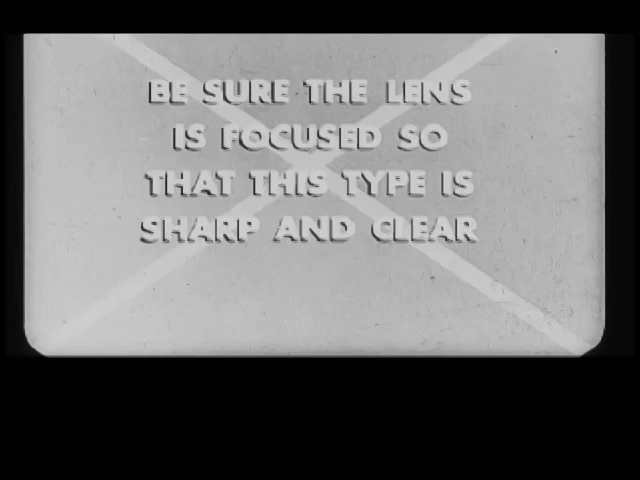 BE SURE THE LENS
IS FOCUSED SO
THAT THIS TYPE IS
SHARP AND CLEAR